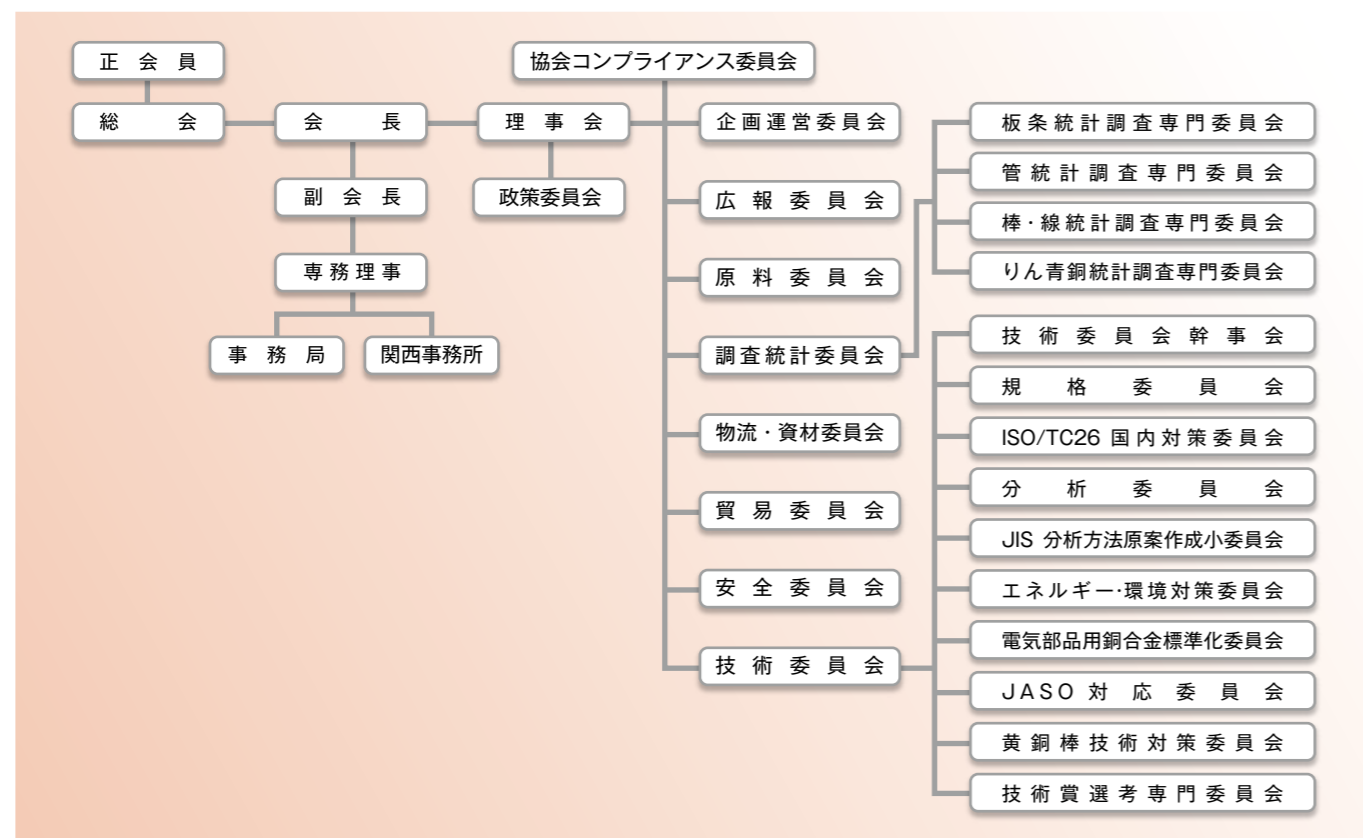 正会員
総会
会長
副会長
専務理事
事務局
関西事務所
理事会
政策委員会
協会コンプライアンス委員会
企画運営委員会
広報委員会
原料委員会
調査統計委員会
物流・資材委員会
貿易委員会
安全委員会
技術委員会
板条統計調査専門委員会
管統計調査専門委員会
棒・線統計調査専門委員会
りん青銅統計調査専門委員会
技術委員会幹事会
規格委員会
ISO/TC26 国内対策委員会
分析委員会
JIS 分析方法原案作成小委員会
エネルギー・環境対策委員会
電気部品用銅合金標準化委員会
JASO 対応委員会
黄銅棒技術対策委員会
技術賞選考専門委員会